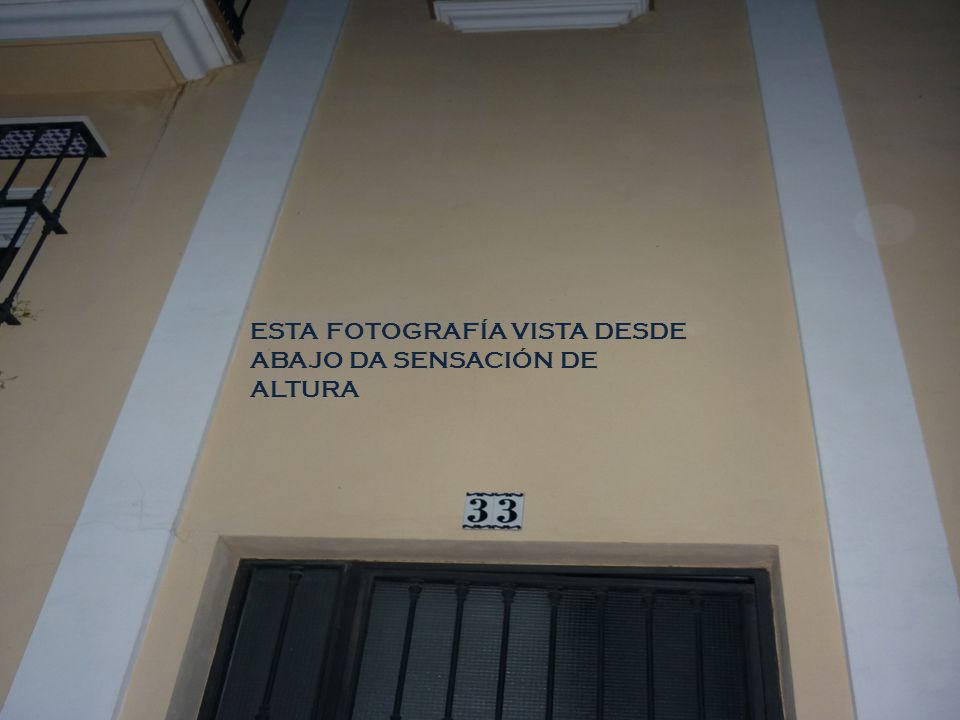 ESTA FOTOGRAFÍA VISTA DESDE
ABAJO DA SENSACIÓN DE
ALTURA
33